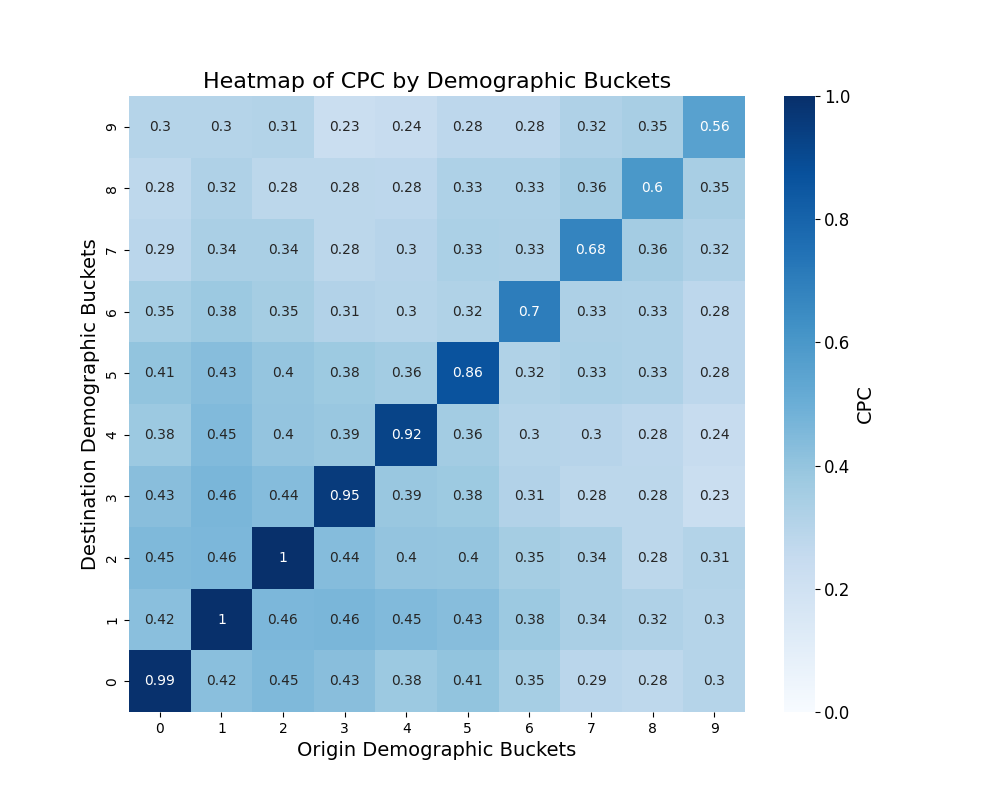 Heatmap of CPC by Demographic Buckets
9 0.3 0.3 0.31 0.23 0.24 0.28 0.28 0.32 0.35 0.56
8 0.28 0.32 0.28 0.28 0.28 0.33 0.33 0.36 0.6 0.35
7 0.29 0.34 0.34 0.28 0.3 0.33 0.33 0.68 0.36 0.32
6 0.35 0.38 0.35 0.31 0.3 0.32 0.7 0.33 0.33 0.28
5 0.41 0.43 0.4 0.38 0.36 0.86 0.32 0.33 0.33 0.28
4 0.38 0.45 0.4 0.39 0.92 0.36 0.3 0.3 0.28 0.24
3 0.43 0.46 0.44 0.95 0.39 0.38 0.31 0.28 0.28 0.23
2 0.45 0.46 1 0.44 0.4 0.4 0.35 0.34 0.28 0.31
1 0.42 1 0.46 0.46 0.45 0.43 0.38 0.34 0.32 0.3
0 0.99 0.42 0.45 0.43 0.38 0.41 0.35 0.29 0.28 0.3
0 1 2 3 4 5 6 7 8 9
Origin Demographic Buckets
Destination Demographic Buckets
1.0
0.8
0.6
0.4
0.2
0.0
CPC